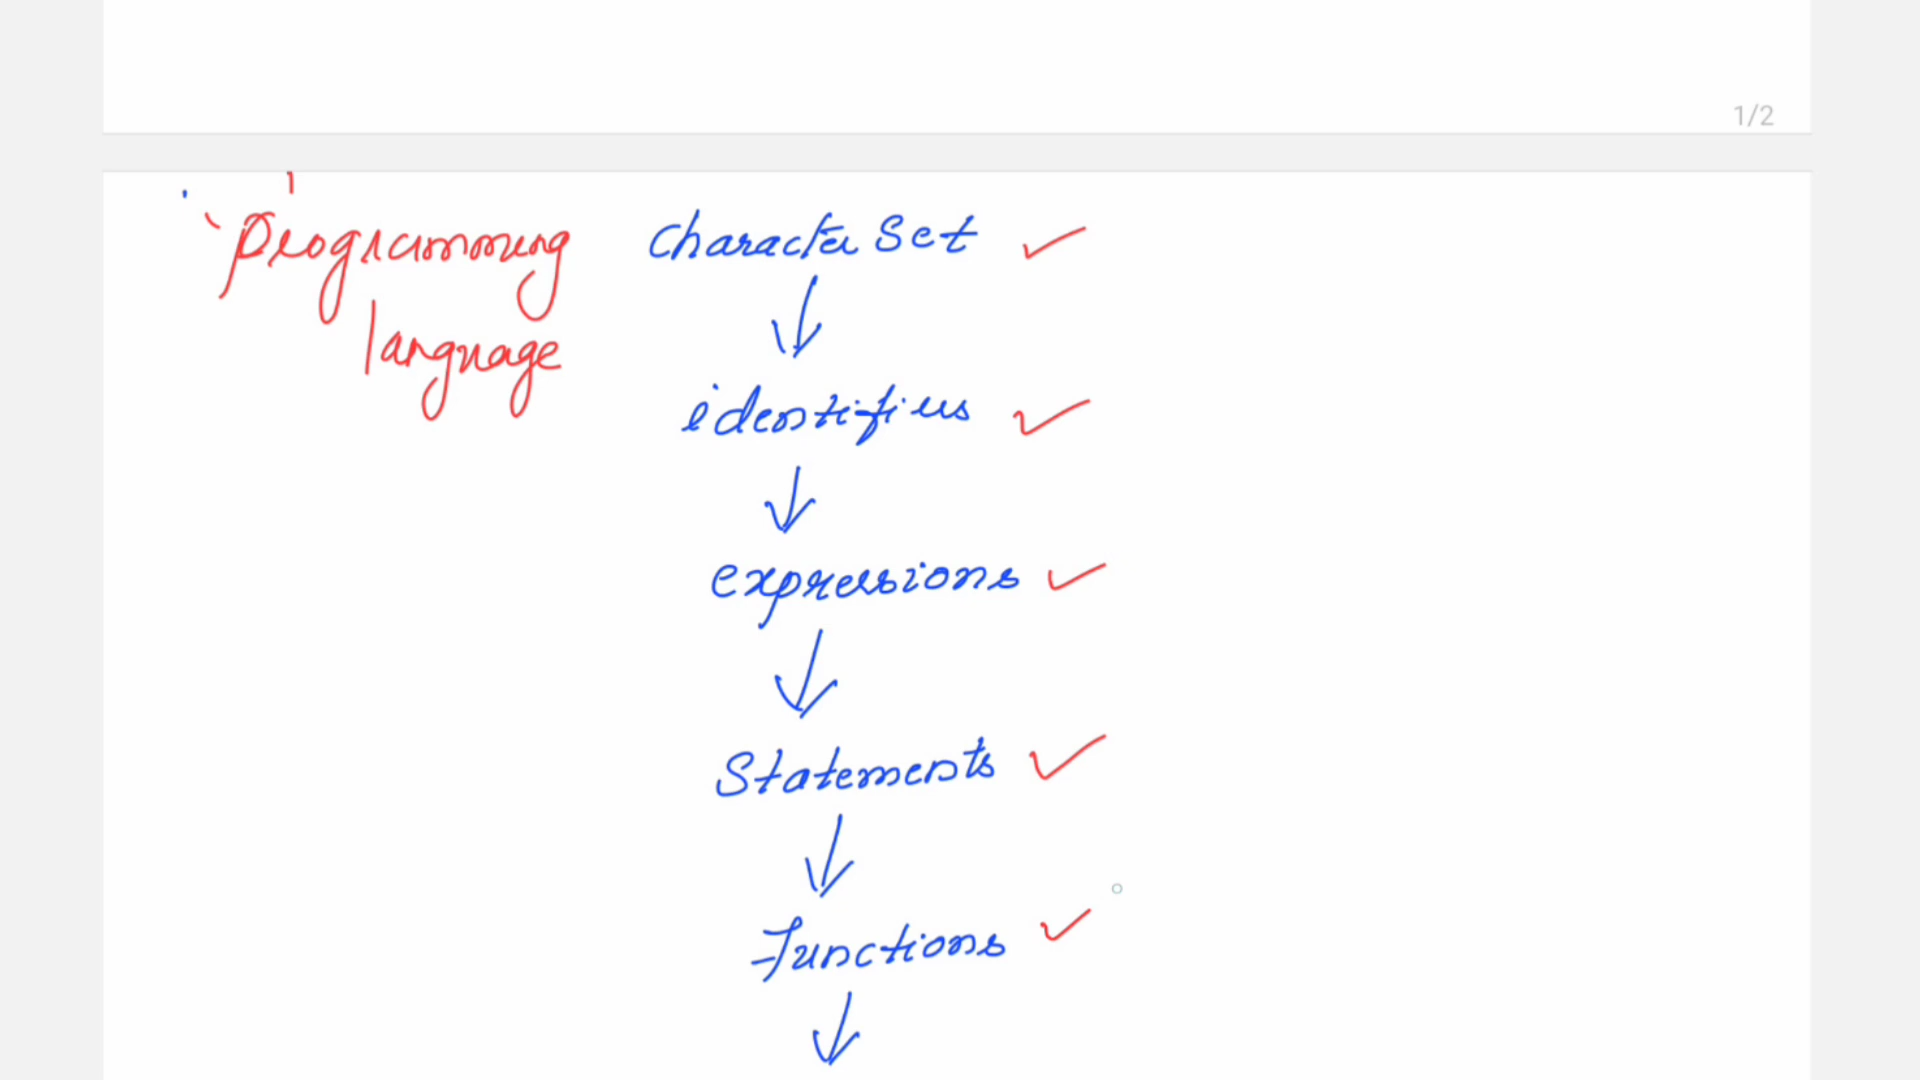 1/2
Programming
language
Character Set
identifiers
expressions
Statements
Functions